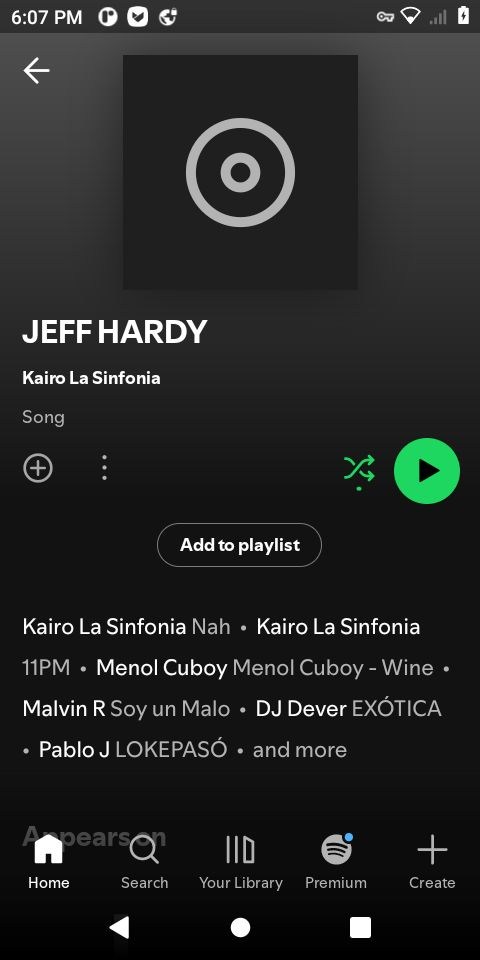 6:07 PM
JEFF HARDY
Kairo La Sinfonia
Song
Add to playlist
Kairo La Sinfonia Nah • Kairo La Sinfonia
11PM • Menol Cuboy Menol Cuboy - Wine •
Malvin R Soy un Malo • DJ Dever EXÓTICA
• Pablo J LOKEPASÓ • and more
Appears on
Home Search Your Library Premium Create